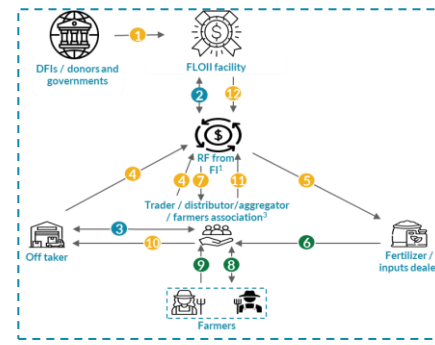 1
DFIs / donors and
governments
FLOII facility
2
12
RF from
FI¹
4
4
7
11
5
Trader / distributor/aggregator
/ farmers association³
3
10
6
Off taker
Fertilizer /
inputs deale
9
8
Farmers